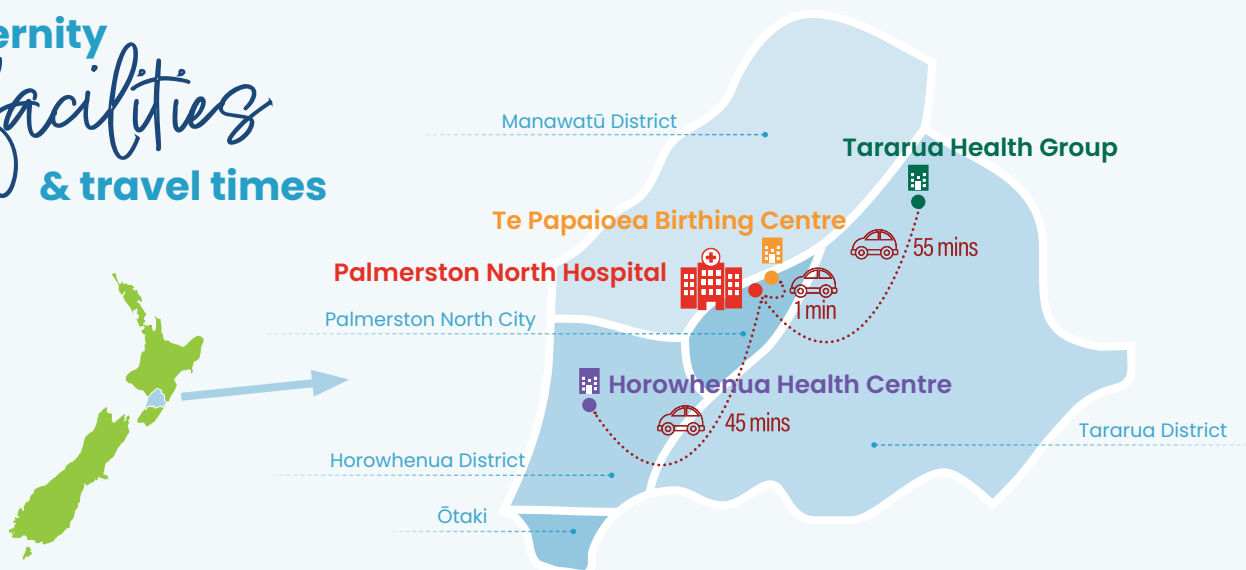 ernity
facilities
& travel times
Manawatū District
Tararua Health Group
Te Papaioea Birthing Centre
55 mins
Palmerston North Hospital
1 min
Palmerston North City
Horowhenua Health Centre
45 mins
Tararua District
Horowhenua District
Ōtaki